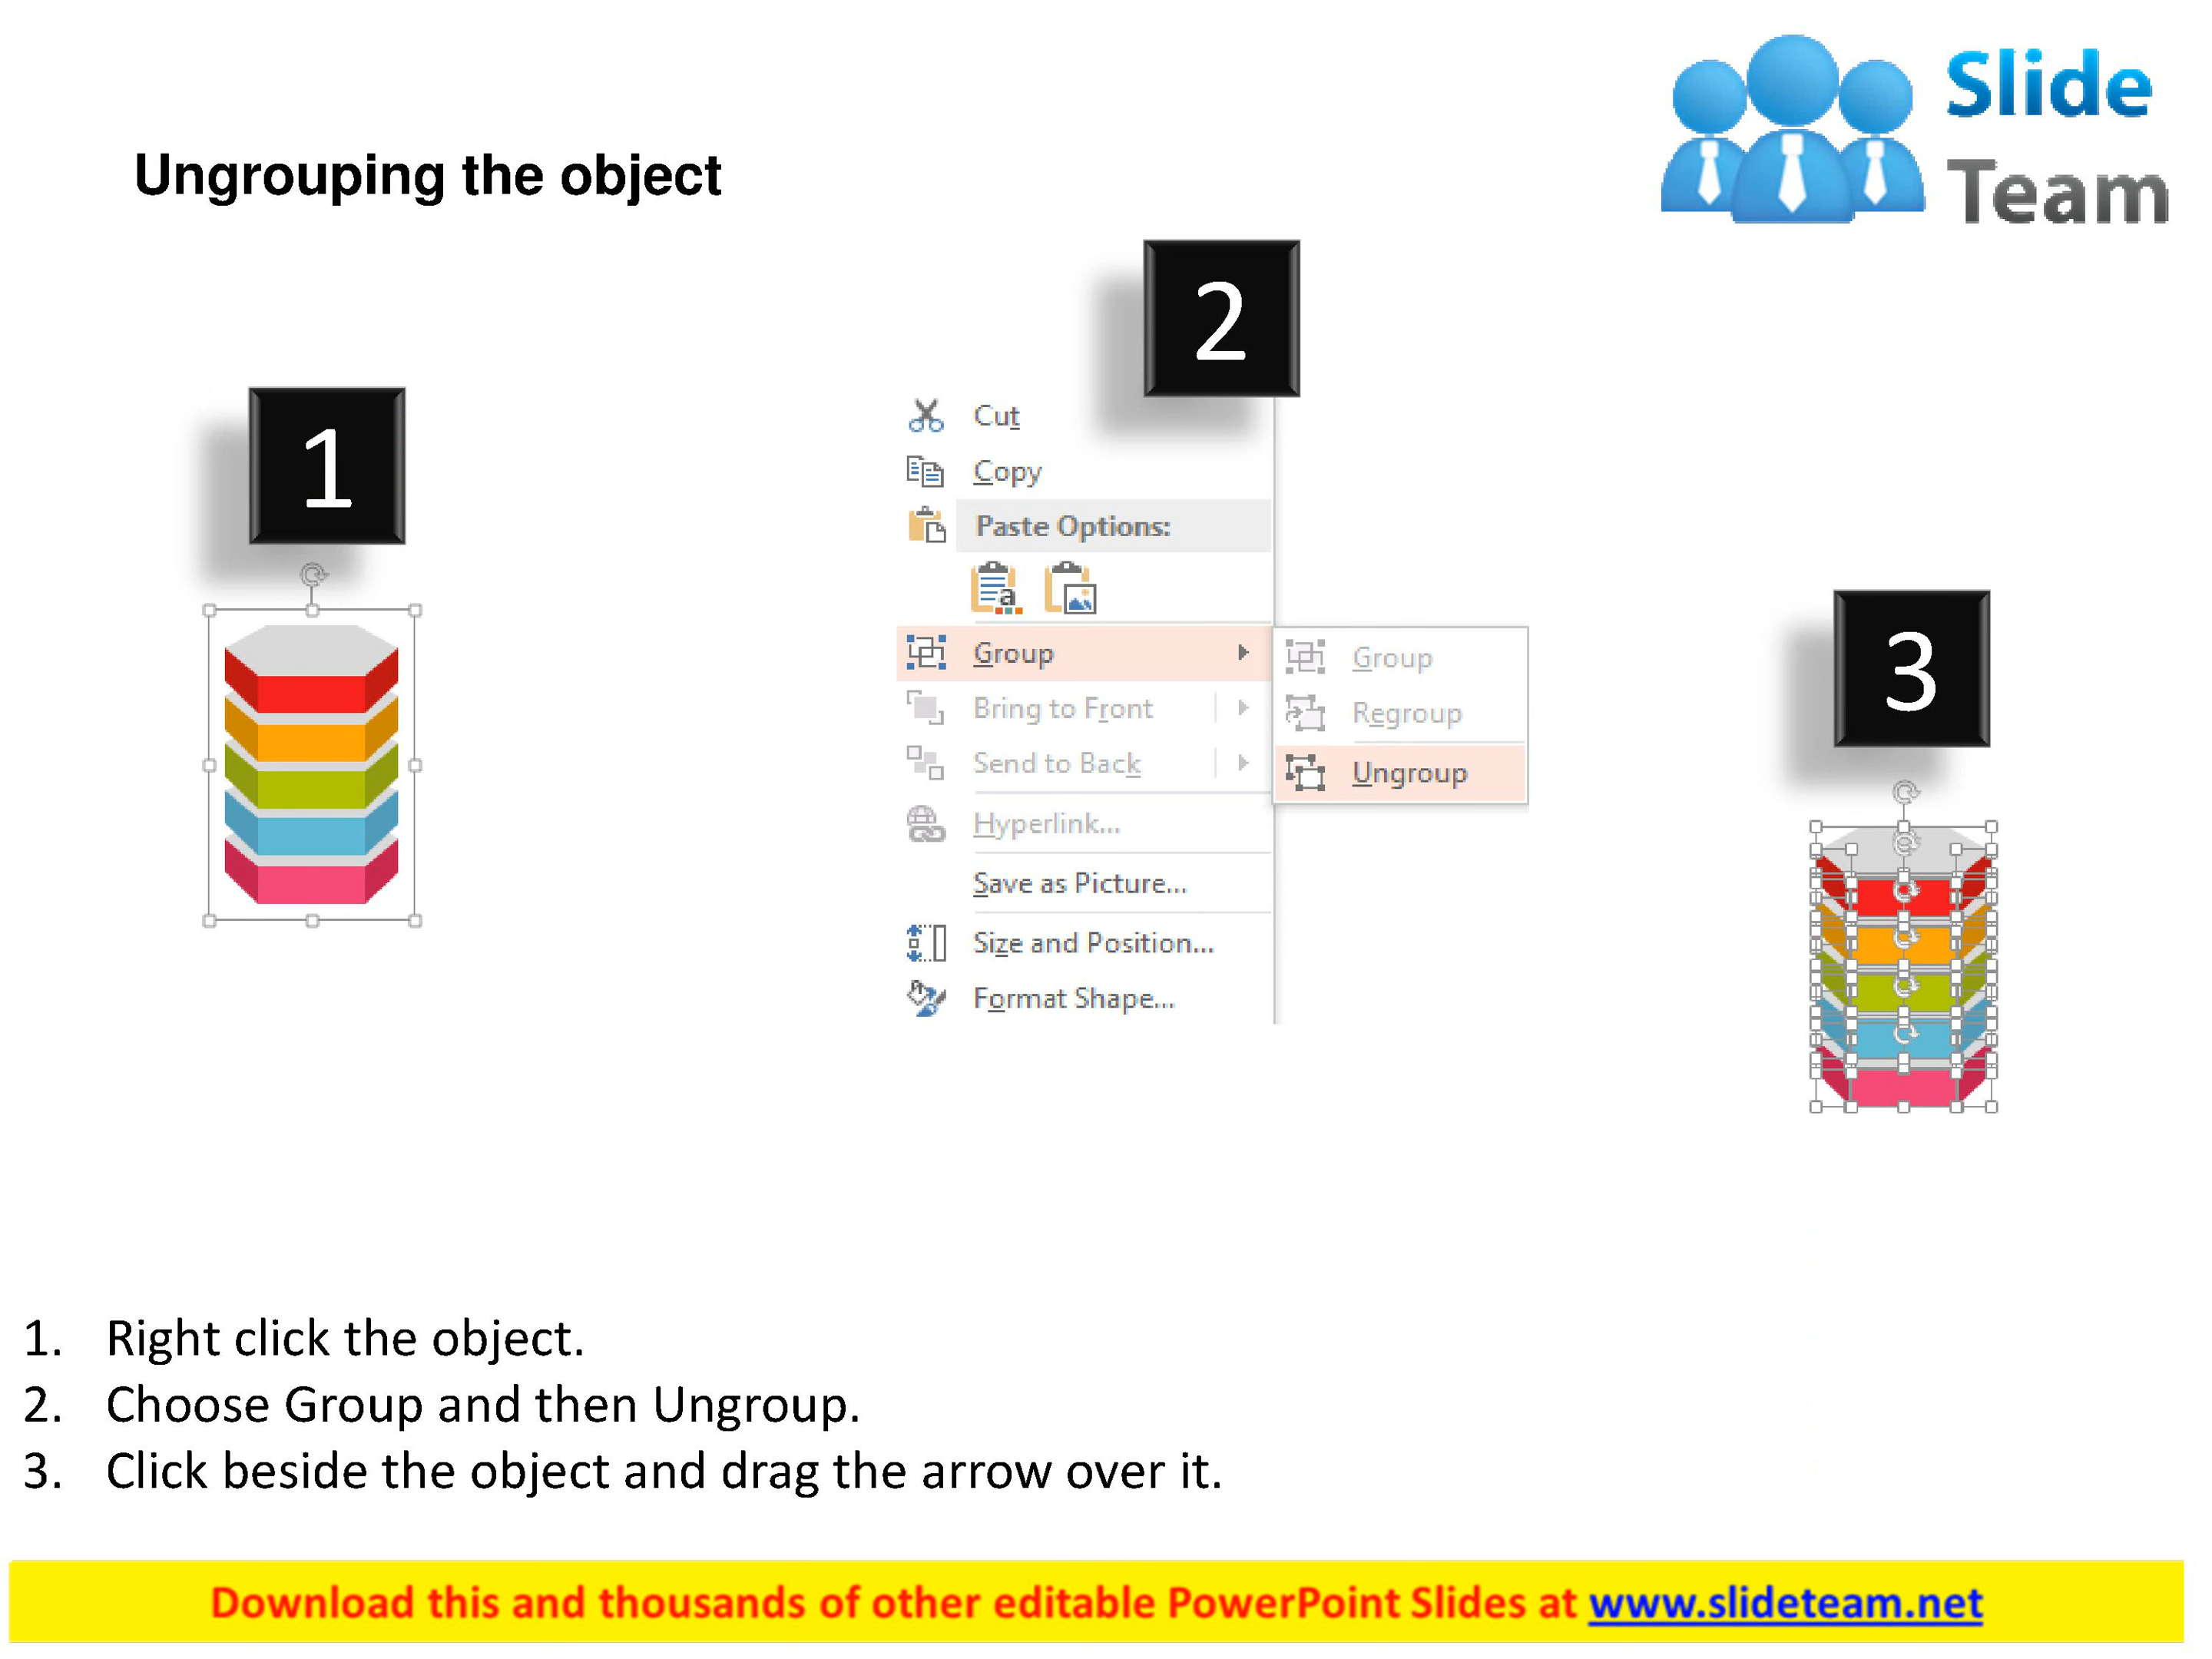 Slide
Team
Ungrouping the object
2
1
Cut
Copy
Paste Options:
a
3
Group
Group
Bring to Front
Regroup
Send to Back
Ungroup
Hyperlink...
Save as Picture...
Size and Position...
Format Shape...
1. Right click the object.
2. Choose Group and then Ungroup.
3. Click beside the object and drag the arrow over it.
Download this and thousands of other editable PowerPoint Slides at www.slideteam.net